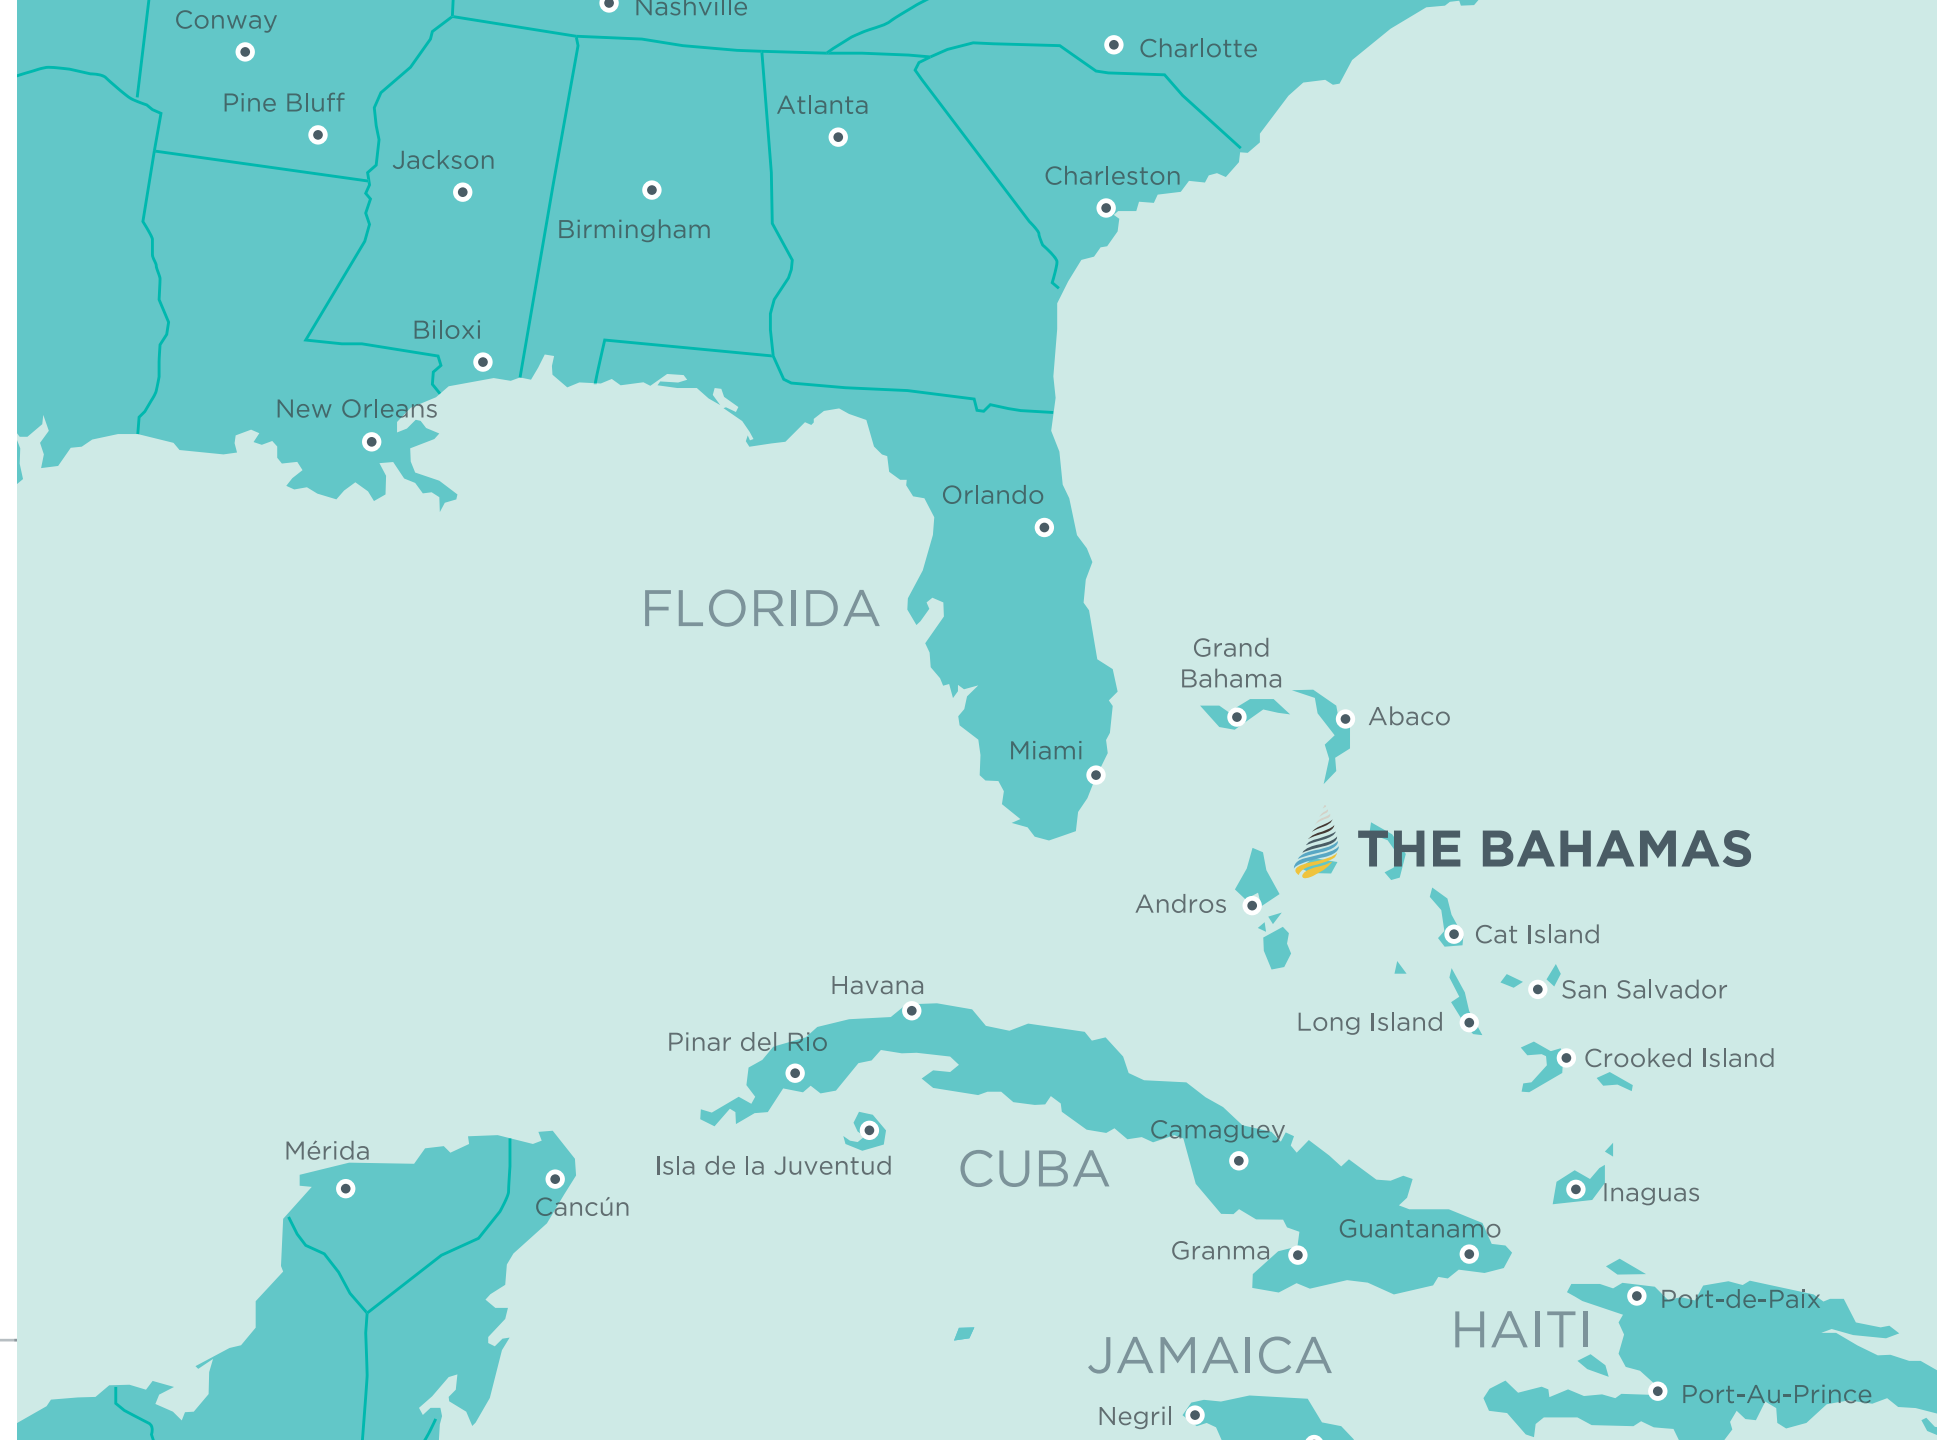 Nashville
Conway
Charlotte
Pine Bluff
Atlanta
Jackson
Charleston
Birmingham
Biloxi
New Orleans
Orlando
FLORIDA
Grand
Bahama
Abaco
Miami
THE BAHAMAS
Andros
Cat Island
Havana
San Salvador
Long Island
Pinar del Rio
Crooked Island
Camaguey
Mérida
Isla de la Juventud
CUBA
Inaguas
Cancún
Guantanamo
Granma
Port-de-Paix
HAITI
JAMAICA
Port-Au-Prince
Negril